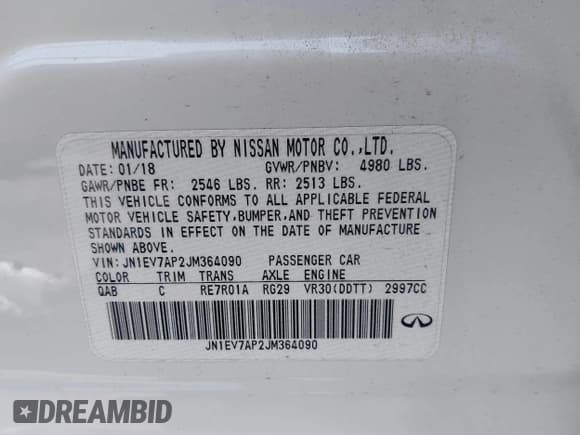 MANUFACTURED BY NISSAN MOTOR CO.,LTD.
DATE: 01/18 GVWR/PNBV: 4980 LBS.
GAWR/PNBE FR: 2546 LBS. RR: 2513 LBS.
THIS VEHICLE CONFORMS TO ALL APPLICABLE FEDERAL
MOTOR VEHICLE SAFETY,BUMPER,AND THEFT PREVENTION
STANDARDS IN EFFECT ON THE DATE OF MANUFACTURE
SHOWN ABOVE.
VIN: JN1EV7AP2JM364090 PASSENGER CAR
COLOR TRIM TRANS AXLE ENGINE
QAB C RE7R01A RG29 VR30(DDTT) 2997CC
JN1EV7AP2JM364090
DREAMBID